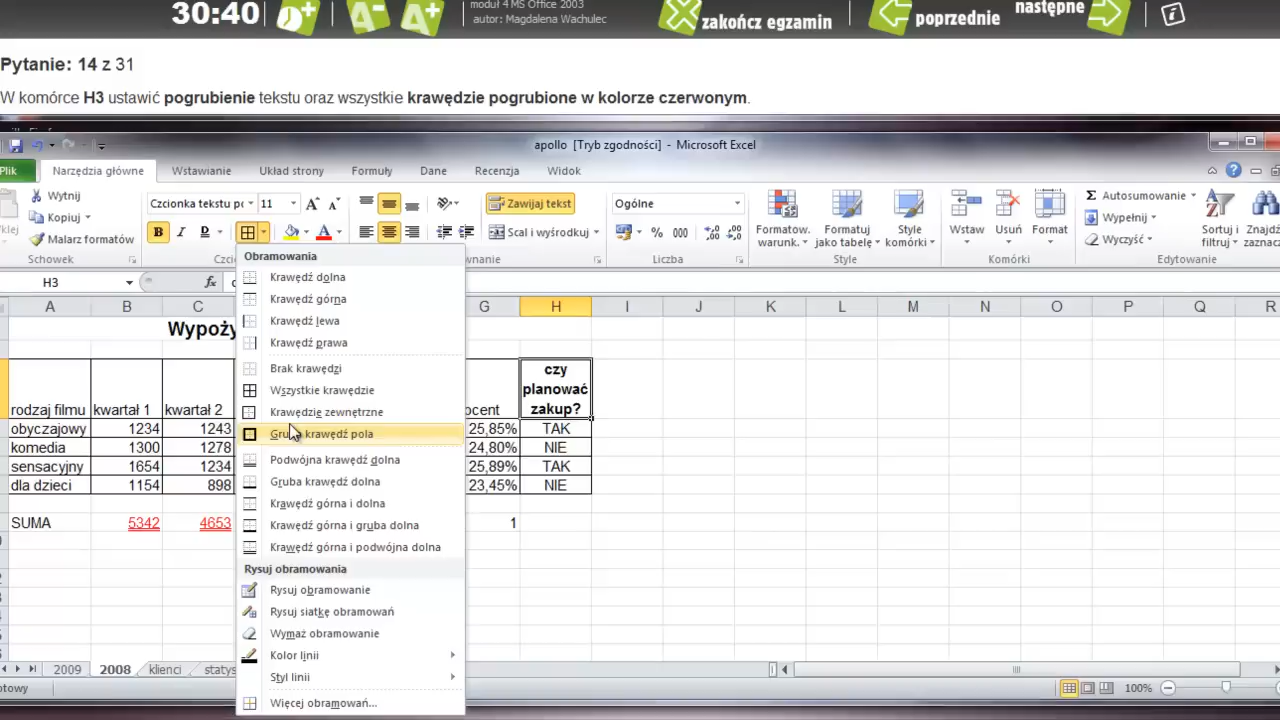 30:40
A-
A+
moduł 4 MS Office 2003
autor: Magdalena Wachulec
zakończ egzamin
poprzednie
następne
i
Pytanie: 14 z 31
W komórce H3 ustawić pogrubienie tekstu oraz wszystkie krawędzie pogrubione w kolorze czerwonym.
apollo [Tryb zgodności] - Microsoft Excel
Plik
Narzędzia główne
Wstawianie
Układ strony
Formuły
Dane
Recenzja
Widok
Wytnij
Kopiuj
Malarz formatów
Schowek
Czcionka tekstu po
11
B
I
D
Zawijaj tekst
Scal i wyśrodkuj
Ogólne
%
000
Liczba
Formatow. warunk.
Formatuj jako tabelę
Style komórki
Style
Wstaw
Usuń
Format
Komórki
Autosumowanie
Wypełnij
Wyczyść
Sortuj i filtruj
Edytowanie
H3
fx
Obramowania
Krawędź dolna
Krawędź górna
Krawędź lewa
Krawędź prawa
Brak krawędzi
Wszystkie krawędzie
Krawędzie zewnętrzne
krawędź pola
Podwójna krawędź dolna
Gruba krawędź dolna
Krawędź górna i dolna
Krawędź górna i gruba dolna
Krawędź górna i podwójna dolna
Rysuj obramowanie
Rysuj obramowanie
Rysuj siatkę obramowań
Wymaż obramowanie
Kolor linii
Styl linii
Więcej obramowań...
A B C G H I J K L M N O P Q R
rodzaj filmu kwartał 1 kwartał 2 czy planować zakup?
obyczajowy 1234 1243 25,85% TAK
komedia 1300 1278 24,80% NIE
sensacyjny 1654 1234 25,89% TAK
dla dzieci 1154 898 23,45% NIE
SUMA 5342 4653 1
2009
2008
klienci
100%